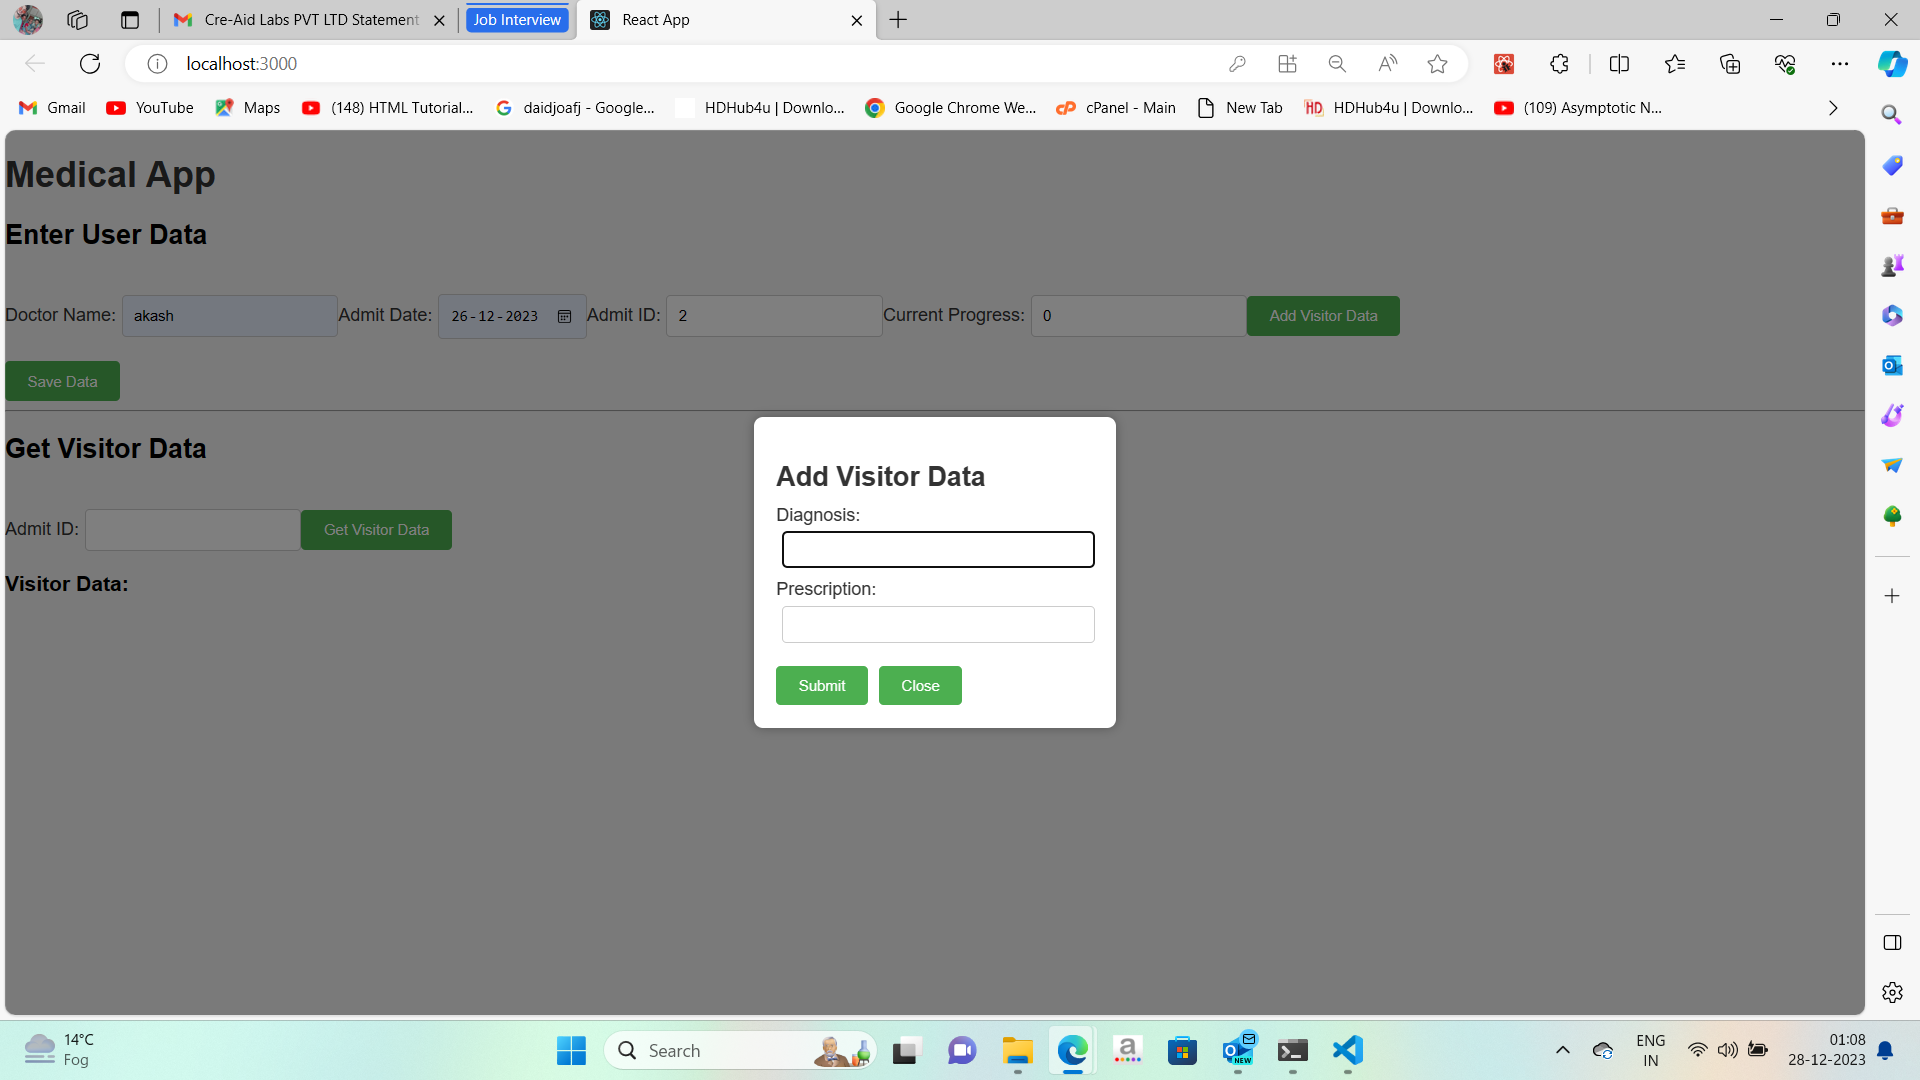 Cre-Aid Labs PVT LTD Statement
Job Interview
React App
localhost:3000
Gmail
YouTube
Maps
(148) HTML Tutorial...
daidjoafj - Google...
HDHub4u | Downlo...
Google Chrome We...
cPanel - Main
New Tab
HDHub4u | Downlo...
(109) Asymptotic N...
Medical App
Enter User Data
Doctor Name: akash Admit Date: 26-12-2023 Admit ID: 2 Current Progress: 0 Add Visitor Data
Save Data
Get Visitor Data
Admit ID: Get Visitor Data
Visitor Data:
Add Visitor Data
Diagnosis:
Prescription:
Submit Close
14°C
Fog
Search
NEW
ENG
IN
01:08
28-12-2023